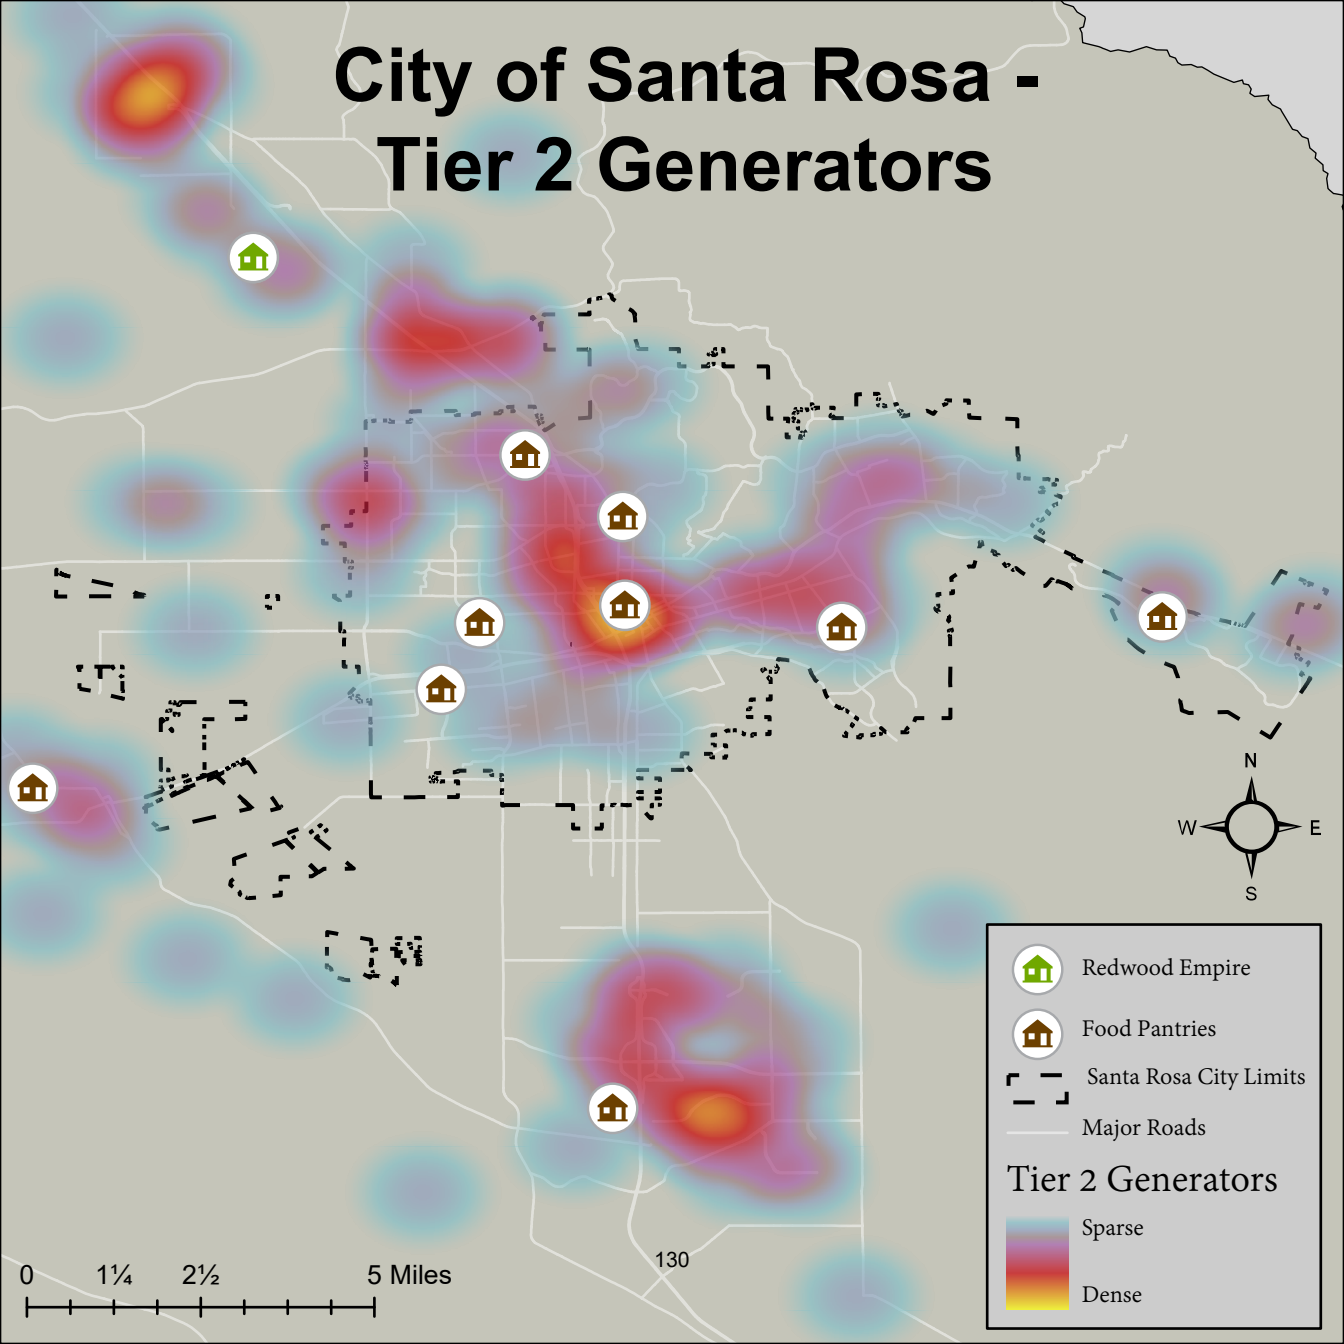 City of Santa Rosa -
Tier 2 Generators
N
W
E
S
Redwood Empire
Food Pantries
Santa Rosa City Limits
Major Roads
Tier 2 Generators
Sparse
Dense
130
0 1¼ 2½ 5 Miles